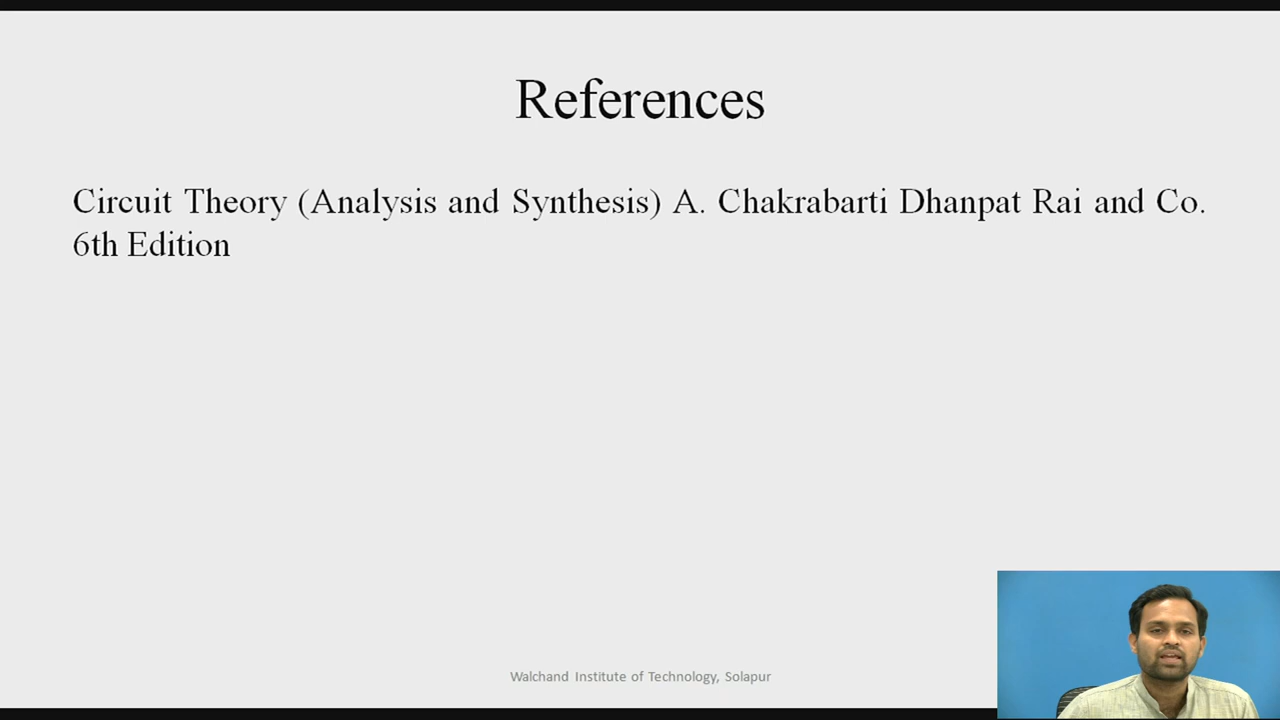 References
Circuit Theory (Analysis and Synthesis) A. Chakrabarti Dhanpat Rai and Co.
6th Edition
Walchand Institute of Technology, Solapur